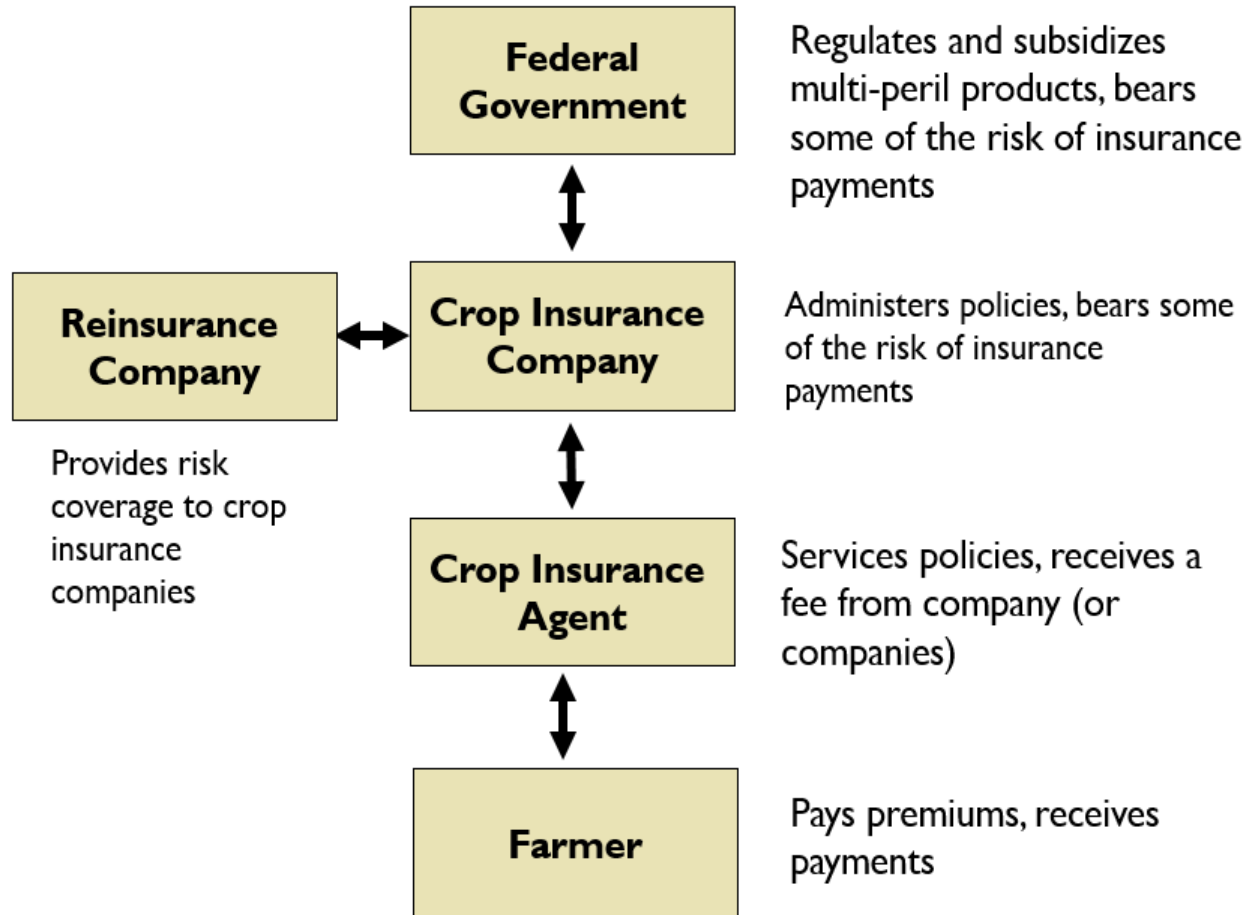 Federal
Government
Regulates and subsidizes
multi-peril products, bears
some of the risk of insurance
payments
Reinsurance
Company
Crop Insurance
Company
Administers policies, bears some
of the risk of insurance
payments
Provides risk
coverage to crop
insurance
companies
Crop Insurance
Agent
Services policies, receives a
fee from company (or
companies)
Farmer
Pays premiums, receives
payments